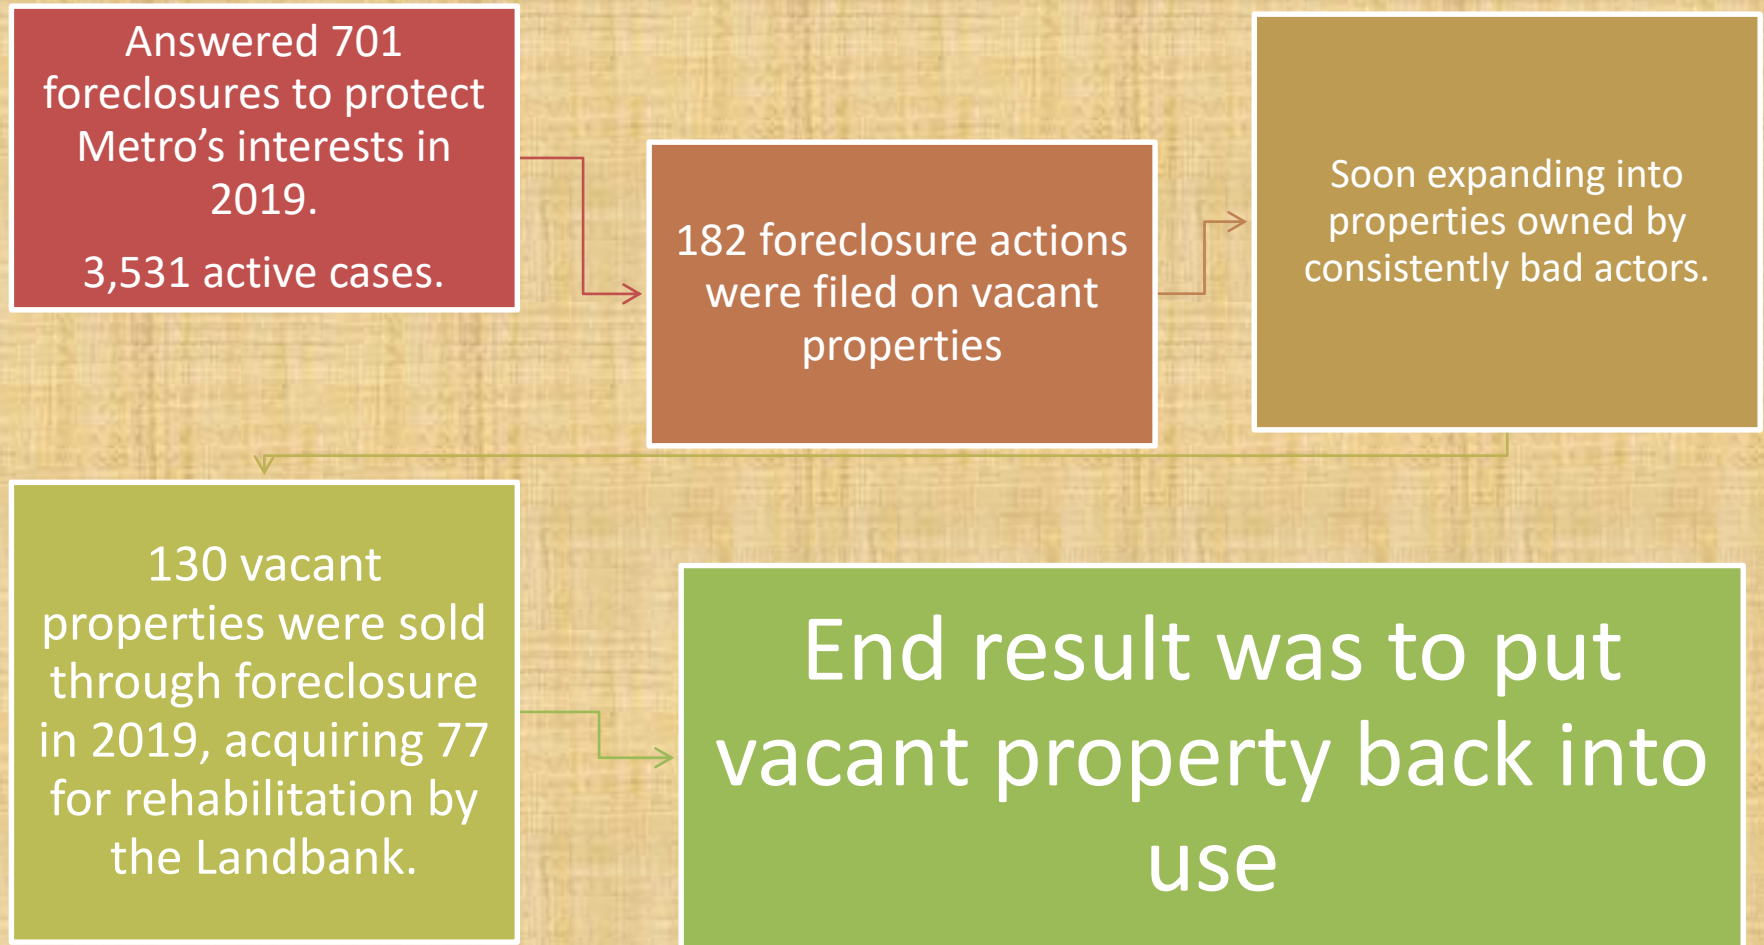 Answered 701
foreclosures to protect
Metro’s interests in
2019.
3,531 active cases.
182 foreclosure actions
were filed on vacant
properties
Soon expanding into
properties owned by
consistently bad actors.
130 vacant
properties were sold
through foreclosure
in 2019, acquiring 77
for rehabilitation by
the Landbank.
End result was to put
vacant property back into
use